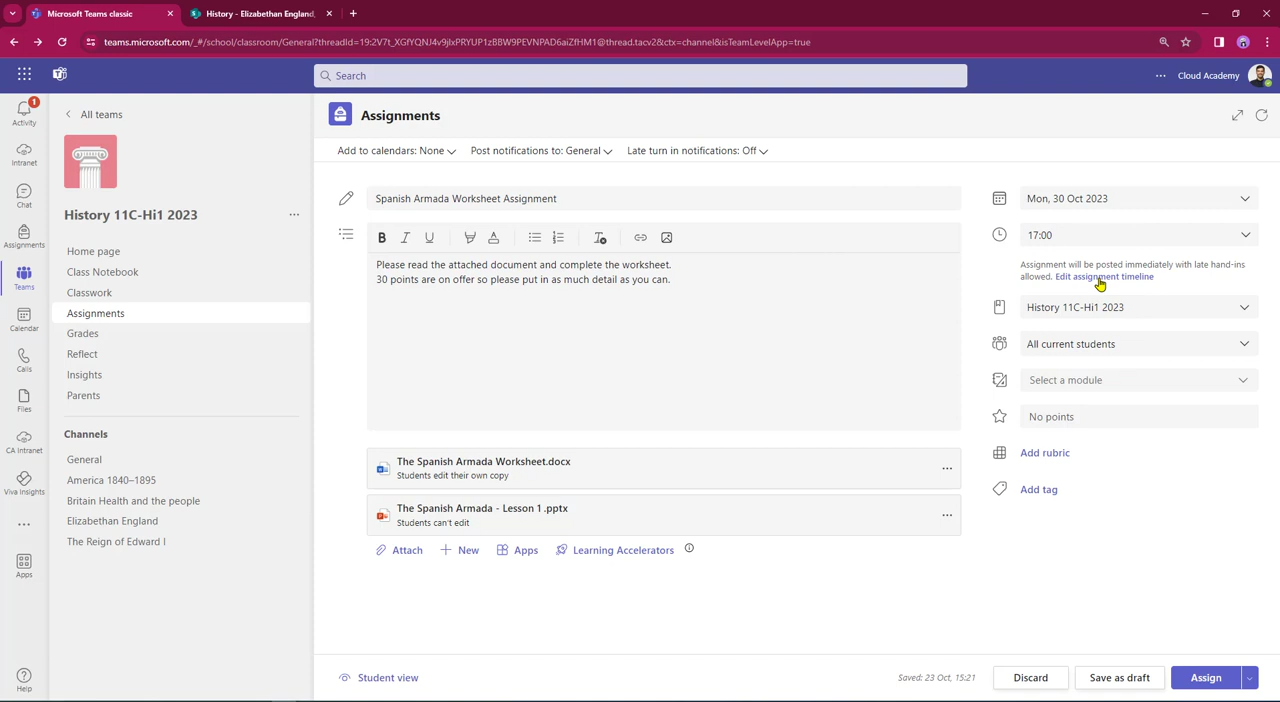 Microsoft Teams classic
History - Elizabethan England,
teams.microsoft.com/_#/school/classroom/General?threadId=19:2V7t_XGfYQNJ4v9jlxPRYUP1zBBW9PEVNPAD6aiZfHM1@thread.tacv2&ctx=channel&isTeamLevelApp=true
Search
Cloud Academy
1
Activity
Intranet
Chat
Assignments
Teams
Calendar
Calls
Files
CA Intranet
Viva Insights
Apps
Help
All teams
History 11C-Hi1 2023
Home page
Class Notebook
Classwork
Assignments
Grades
Reflect
Insights
Parents
Channels
General
America 1840–1895
Britain Health and the people
Elizabethan England
The Reign of Edward I
Assignments
Add to calendars: None
Post notifications to: General
Late turn in notifications: Off
Spanish Armada Worksheet Assignment
B I U
Please read the attached document and complete the worksheet.
30 points are on offer so please put in as much detail as you can.
The Spanish Armada Worksheet.docx
Students edit their own copy
The Spanish Armada - Lesson 1.pptx
Students can't edit
Attach
New
Apps
Learning Accelerators
Mon, 30 Oct 2023
17:00
Assignment will be posted immediately with late hand-ins
allowed. Edit assignment timeline
History 11C-Hi1 2023
All current students
Select a module
No points
Add rubric
Add tag
Student view
Saved: 23 Oct, 15:21
Discard
Save as draft
Assign